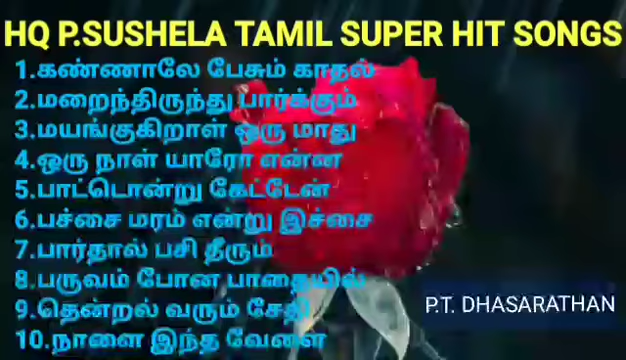 HQ P.SUSHELA TAMIL SUPER HIT SONGS
1.கண்ணாலே பேசும் காதல்
2.மறைந்திருந்து பார்க்கும்
3.மயங்குகிறாள் ஒரு மாது
4.ஒரு நாள் யாரோ என்ன
5.பாட்டொன்று கேட்டேன்
6.பச்சை மரம் என்று இச்சை
7.பார்தால் பசி தீரும்
8.பருவம் போன பாதையில்
9.தென்றல் வரும் சேதி
10.நாளை இந்த வேளை
P.T. DHASARATHAN